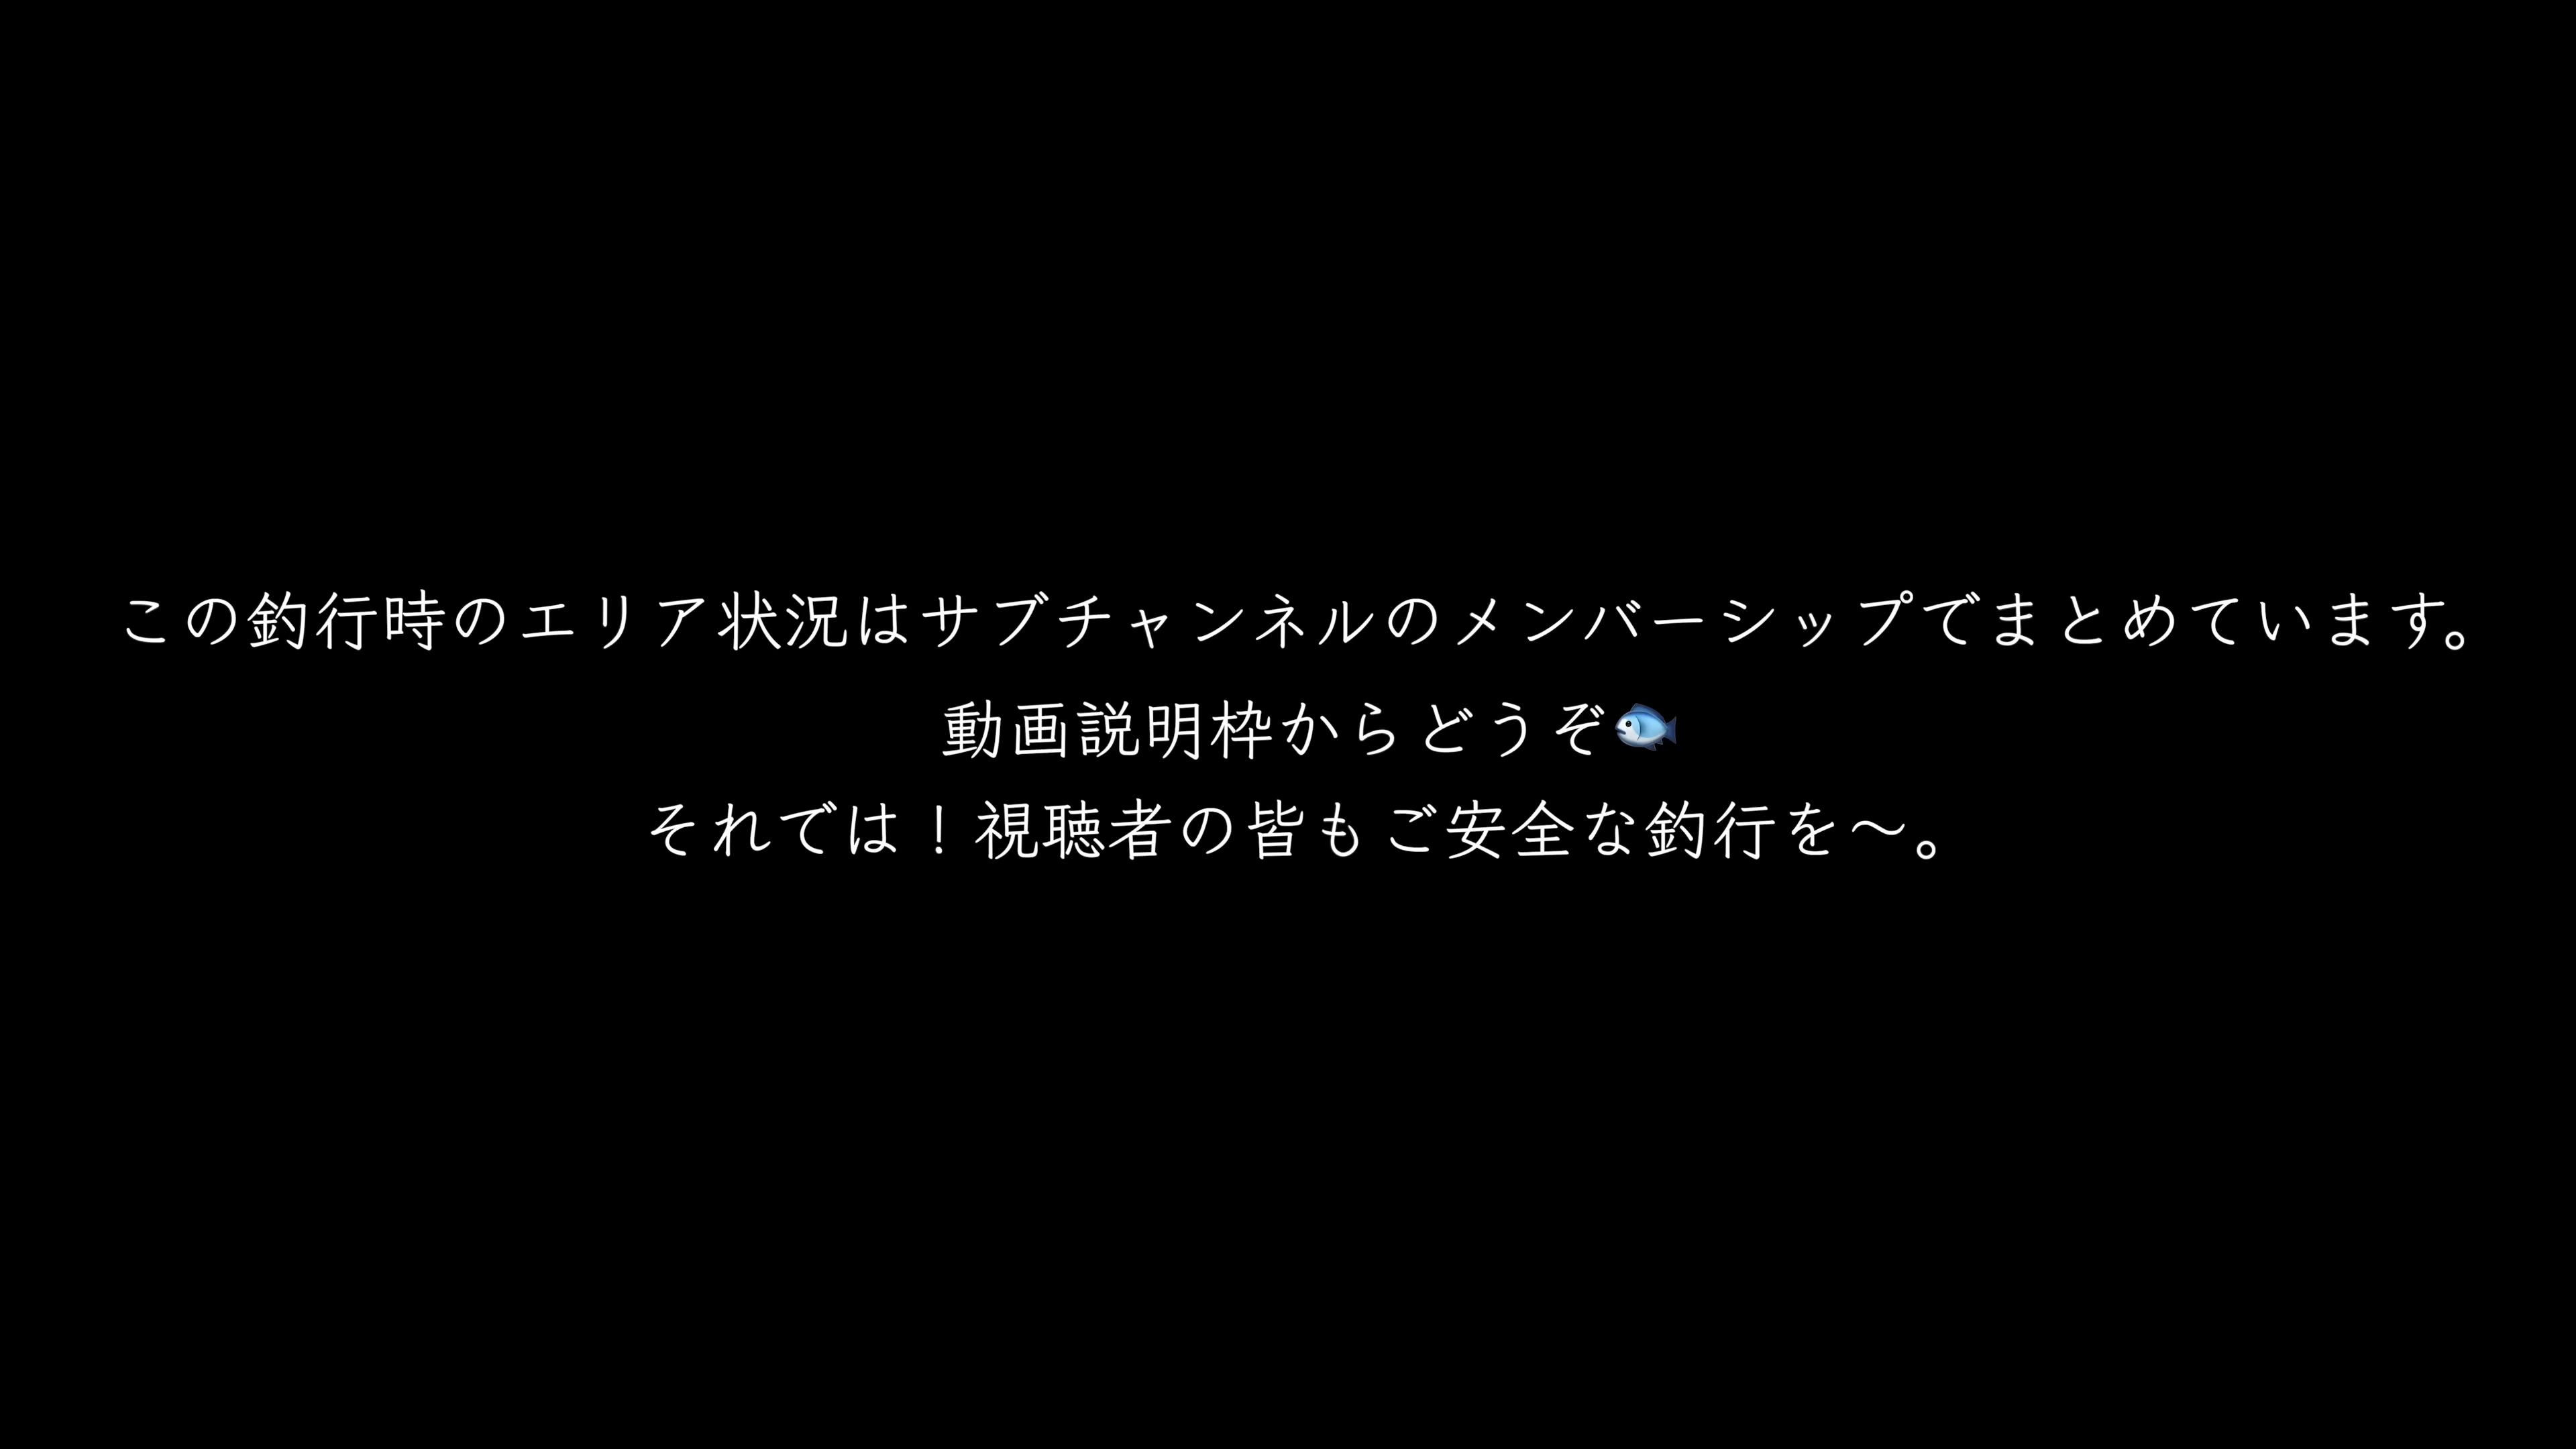 この釣行時のエリア状況はサブチャンネルのメンバーシップでまとめています。
動画説明枠からどうぞ🐟
それでは！視聴者の皆もご安全な釣行を〜。